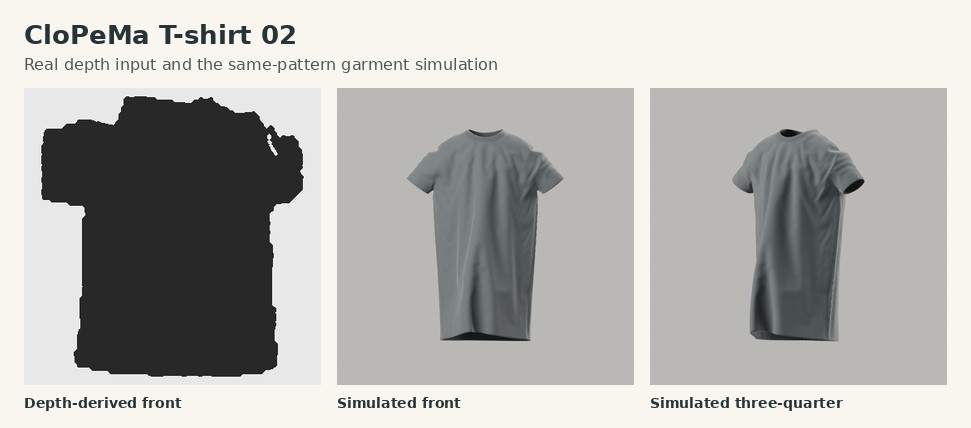 CloPeMa T-shirt 02
Real depth input and the same-pattern garment simulation
Depth-derived front
Simulated front
Simulated three-quarter